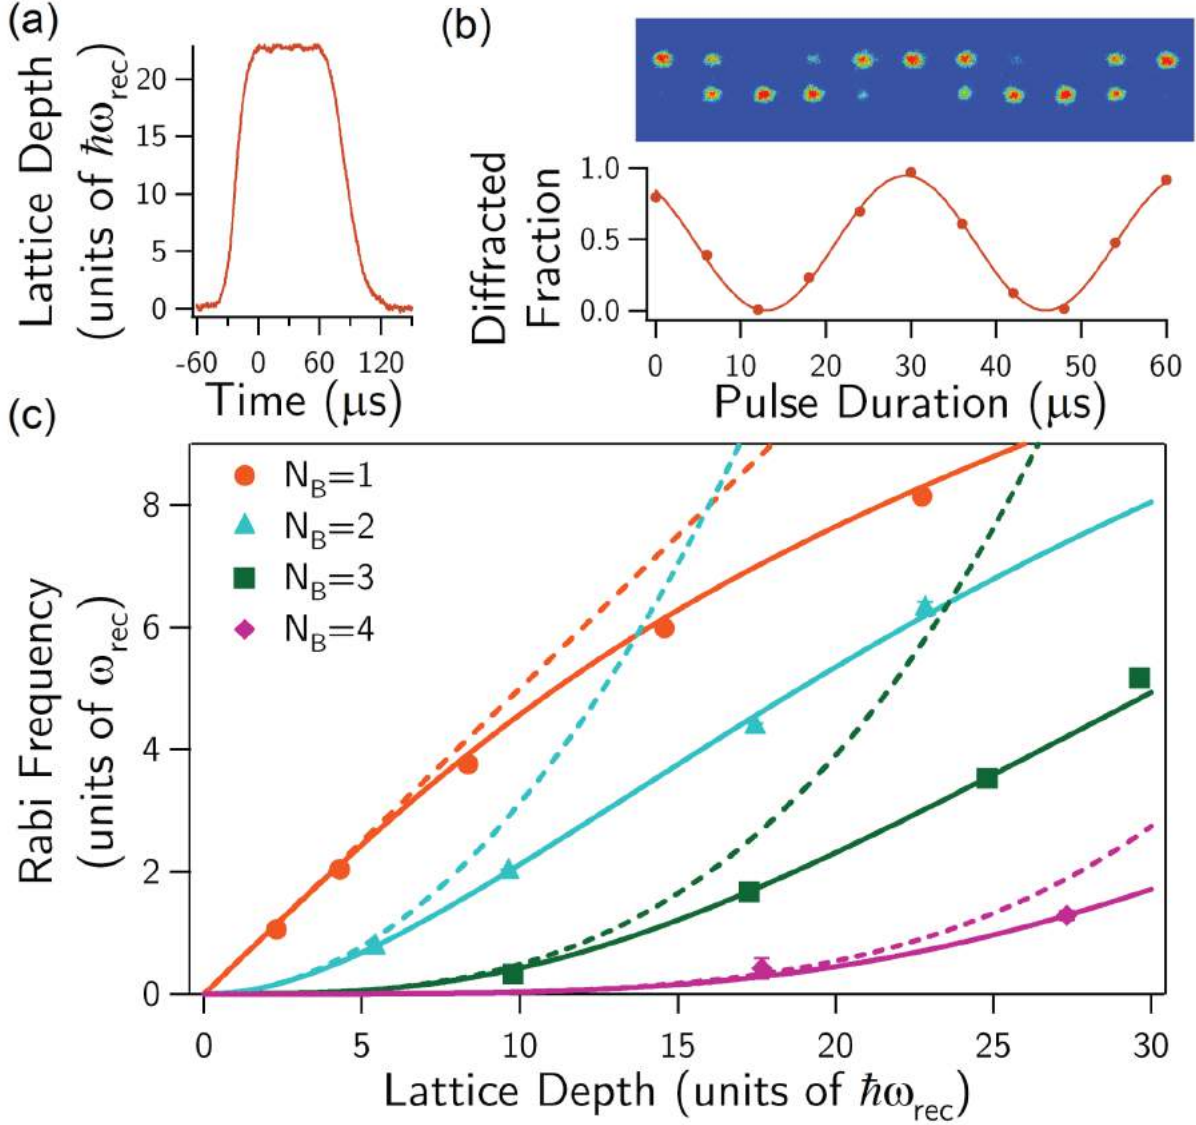 (a)
Lattice Depth
(units of ħω_rec)
20
15
10
5
0
-60 0 60 120
Time (μs)
(b)
Diffracted
Fraction
1.0
0.5
0.0
0 10 20 30 40 50 60
Pulse Duration (μs)
(c)
N_B=1
N_B=2
N_B=3
N_B=4
Rabi Frequency
(units of ω_rec)
8
6
4
2
0
0 5 10 15 20 25 30
Lattice Depth (units of ħω_rec)